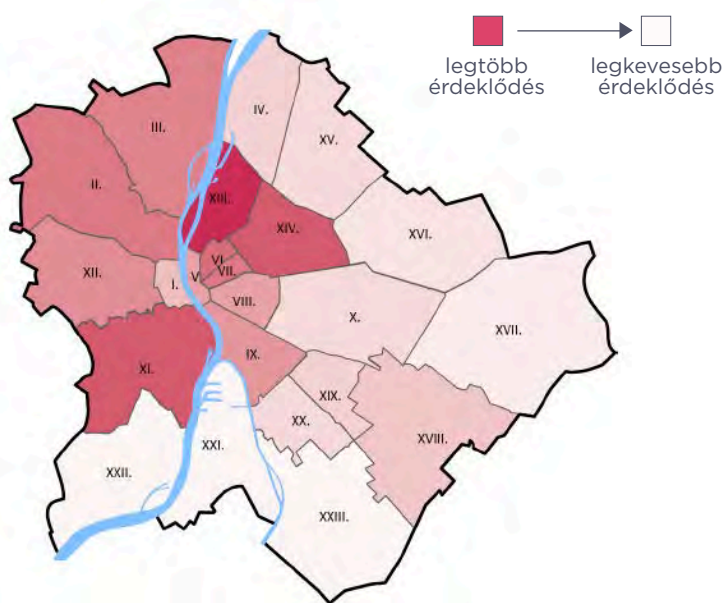 legtöbb
érdeklődés
legkevesebb
érdeklődés
IV.
III.
XV.
II.
XIII.
XIV.
XVI.
XII.
I.
V.
VI.
VII.
VIII.
X.
XVII.
XI.
IX.
XIX.
XX.
XVIII.
XXI.
XXII.
XXIII.